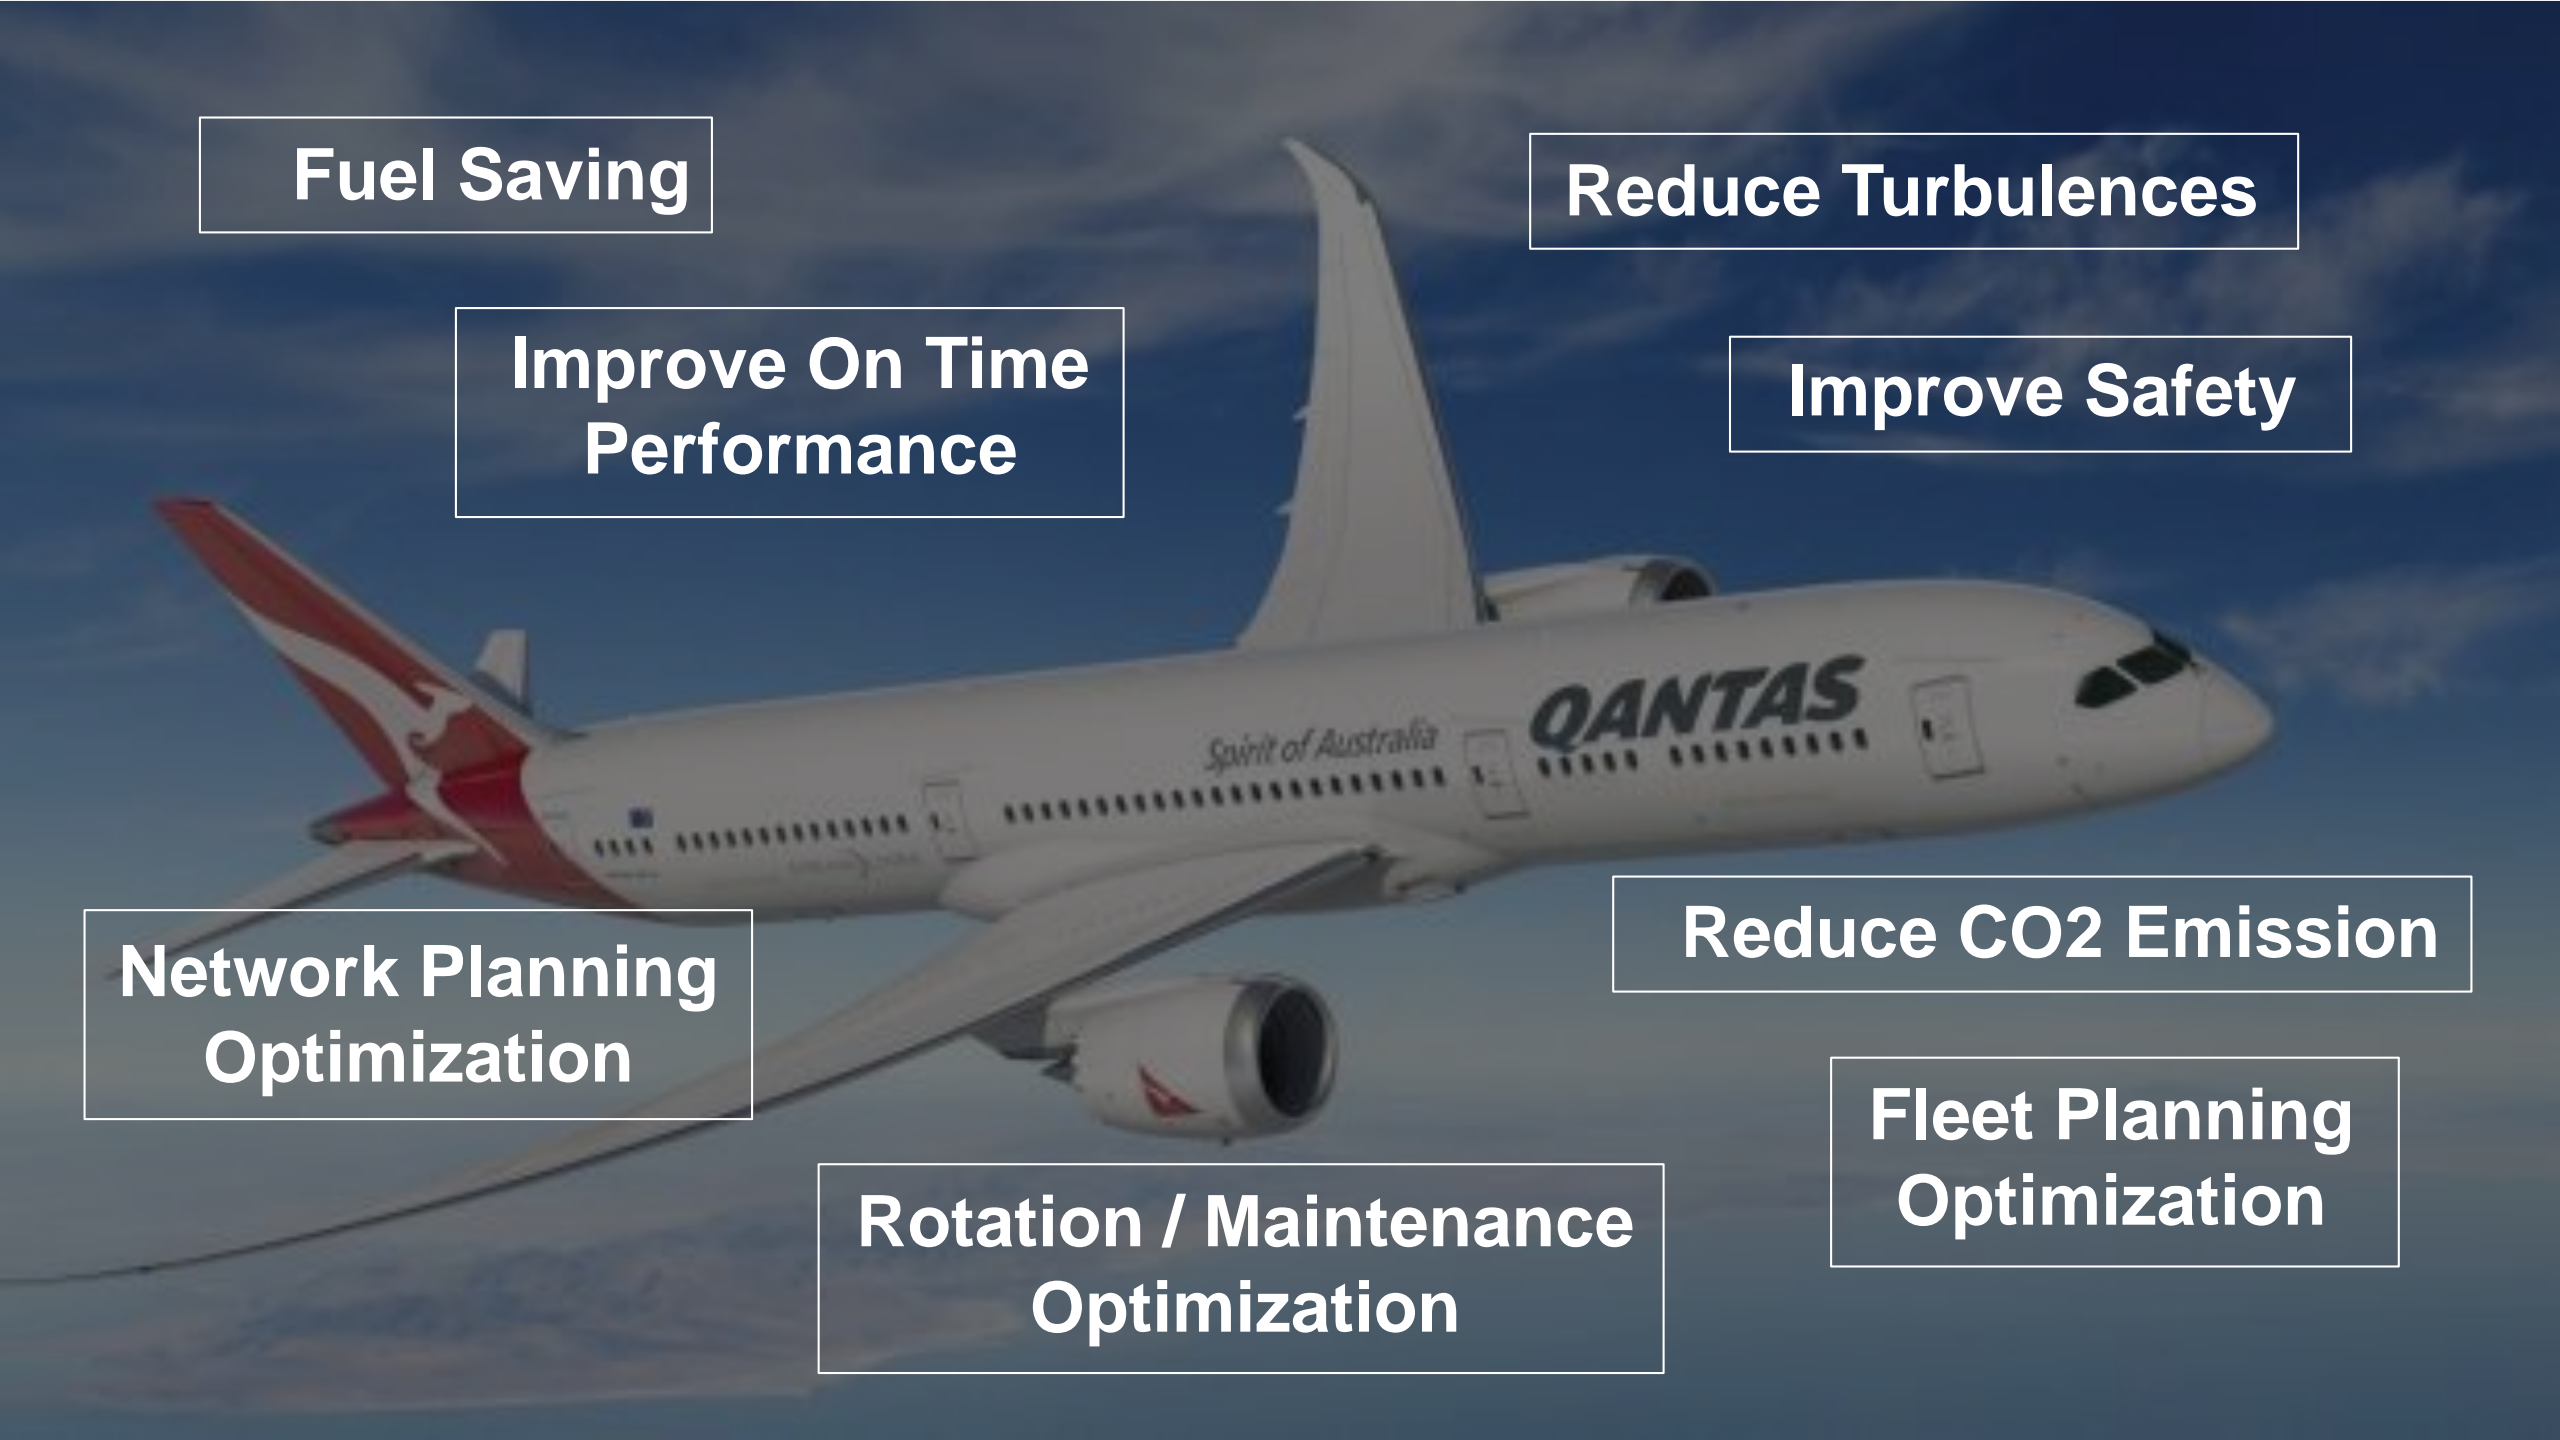 Fuel Saving
Reduce Turbulences
Improve On Time
Performance
Improve Safety
QANTAS
Spirit of Australia
Reduce CO2 Emission
Network Planning
Optimization
Fleet Planning
Optimization
Rotation / Maintenance
Optimization